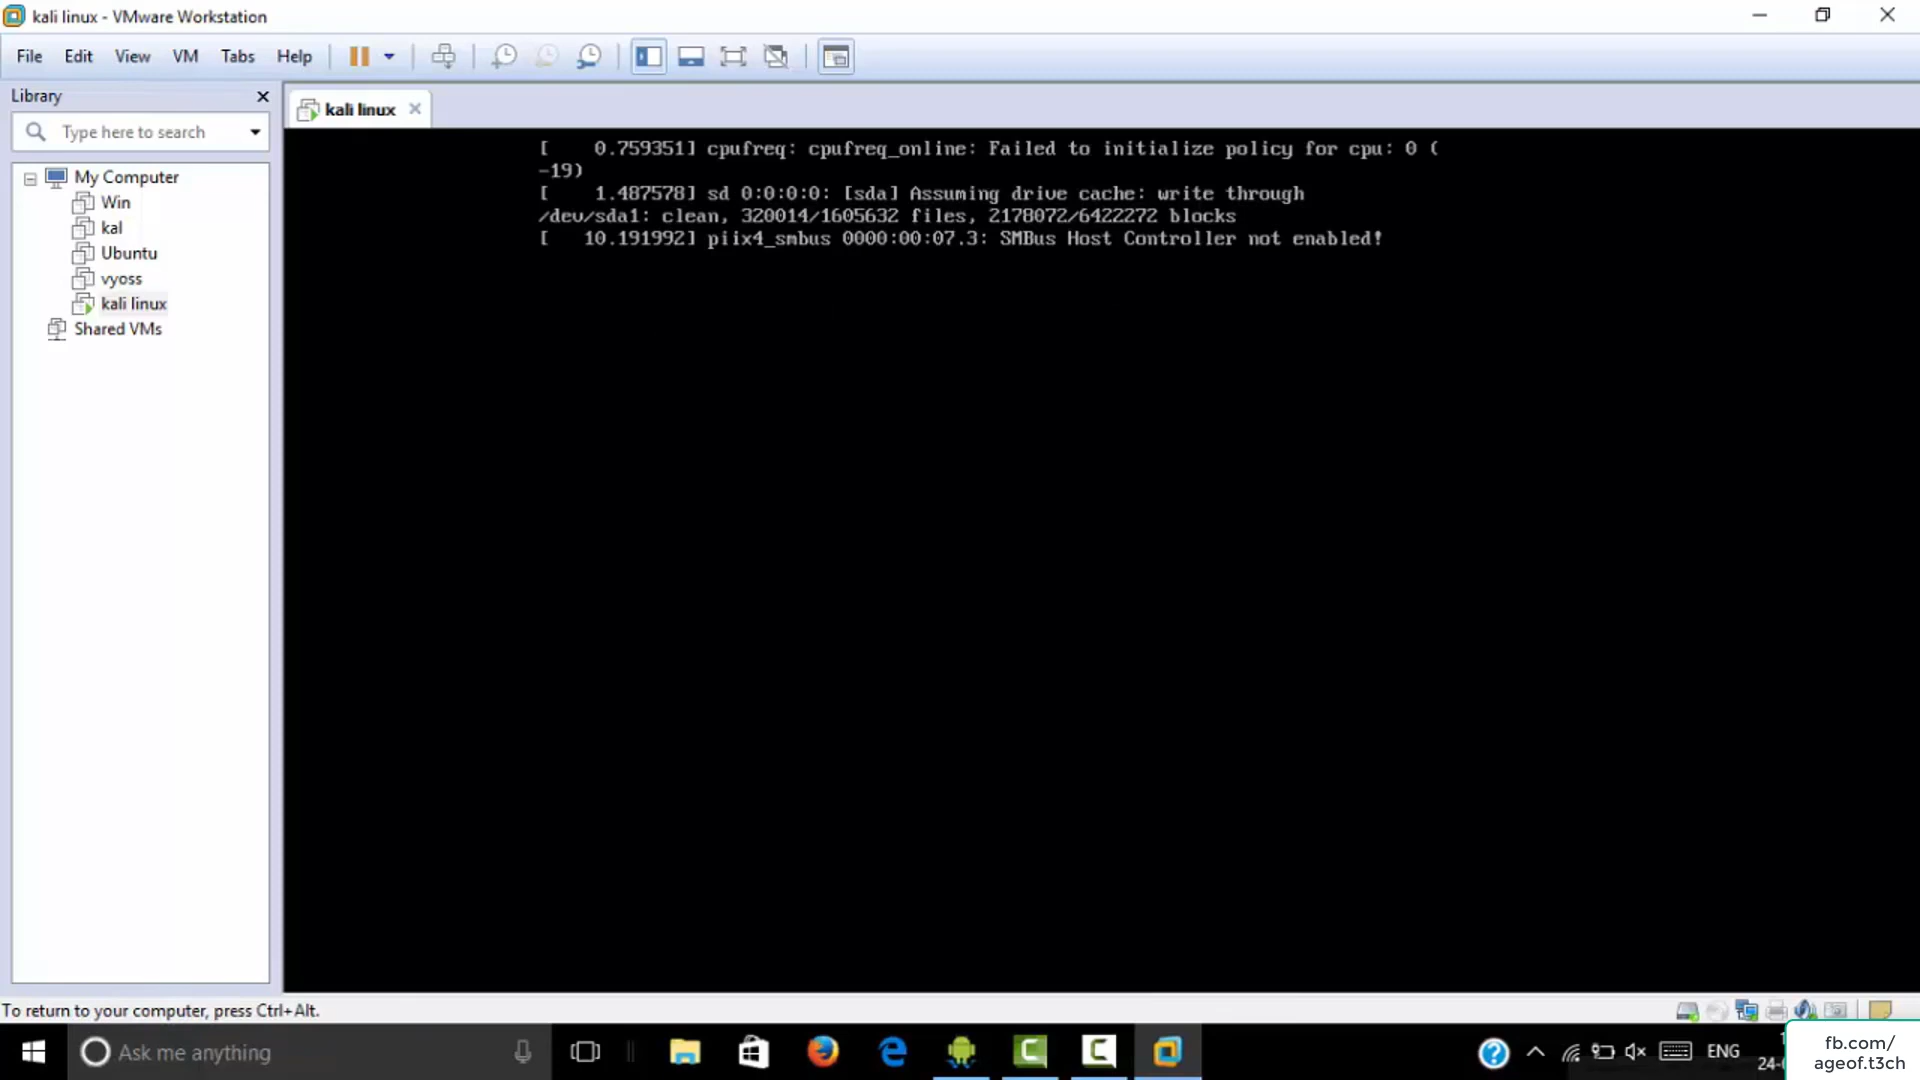 kali linux - VMware Workstation
File Edit View VM Tabs Help
Library
kali linux
Type here to search
My Computer
Win
kal
Ubuntu
vyoss
kali linux
Shared VMs
[ 0.759351] cpufreq: cpufreq_online: Failed to initialize policy for cpu: 0 (
-19)
[ 1.487578] sd 0:0:0:0: [sda] Assuming drive cache: write through
/dev/sda1: clean, 320014/1605632 files, 2178072/6422272 blocks
[ 10.191992] piix4_smbus 0000:00:07.3: SMBus Host Controller not enabled!
To return to your computer, press Ctrl+Alt.
Ask me anything
ENG
fb.com/
ageof.t3ch